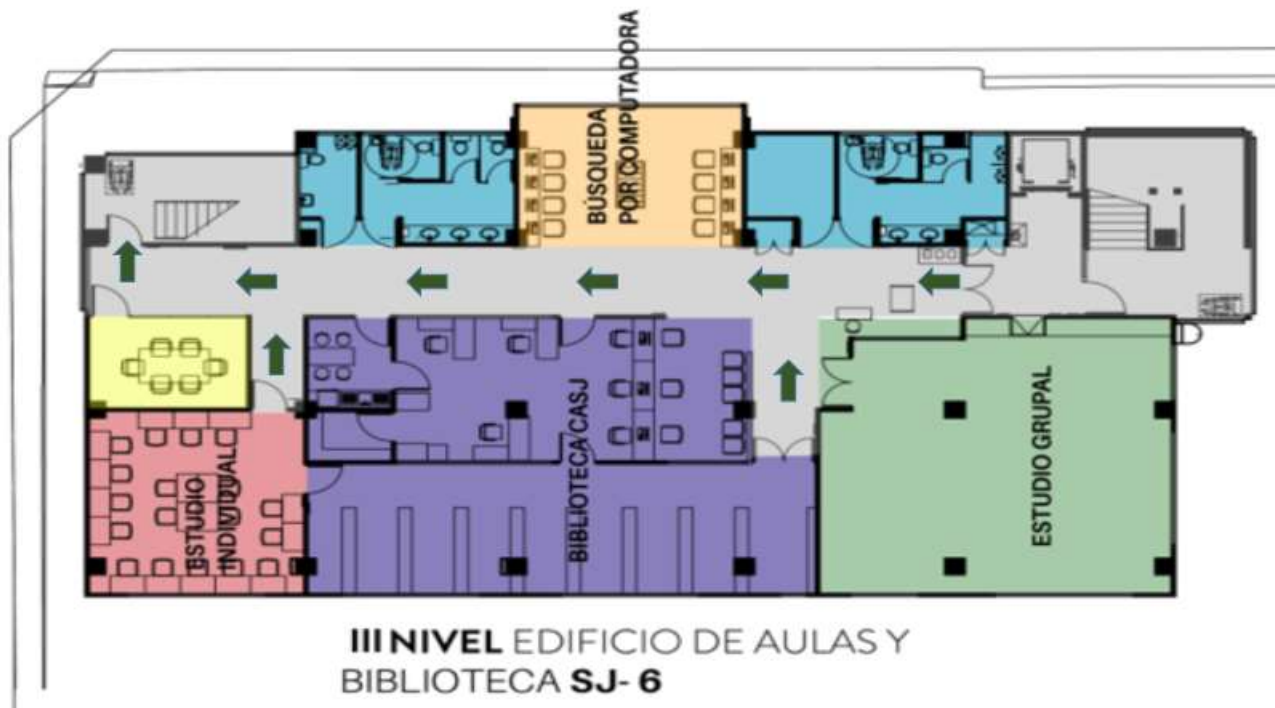 BÚSQUEDA
POR COMPUTADORA
ESTUDIO
INDIVIDUAL
BIBLIOTECA CASJ
ESTUDIO GRUPAL
III NIVEL EDIFICIO DE AULAS Y
BIBLIOTECA SJ- 6